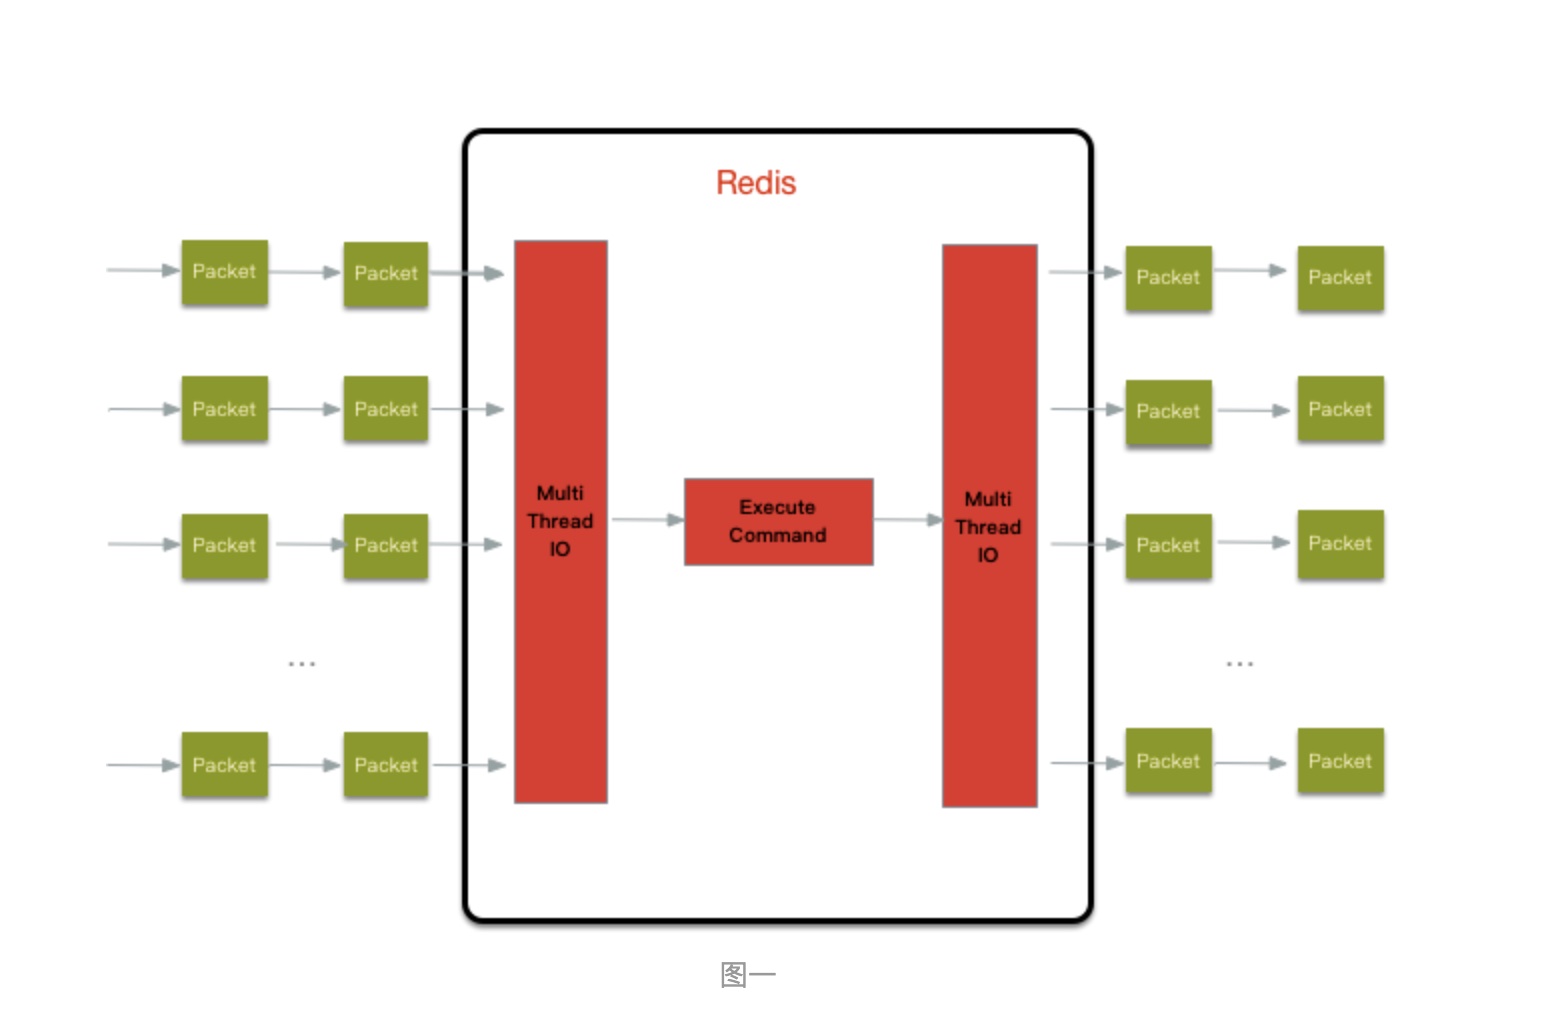 Redis
Packet
Packet
Packet
Packet
Packet
Packet
Packet
Packet
Multi
Thread
IO
Execute
Command
Multi
Thread
IO
Packet
Packet
Packet
Packet
Packet
Packet
Packet
Packet
...
...
图一